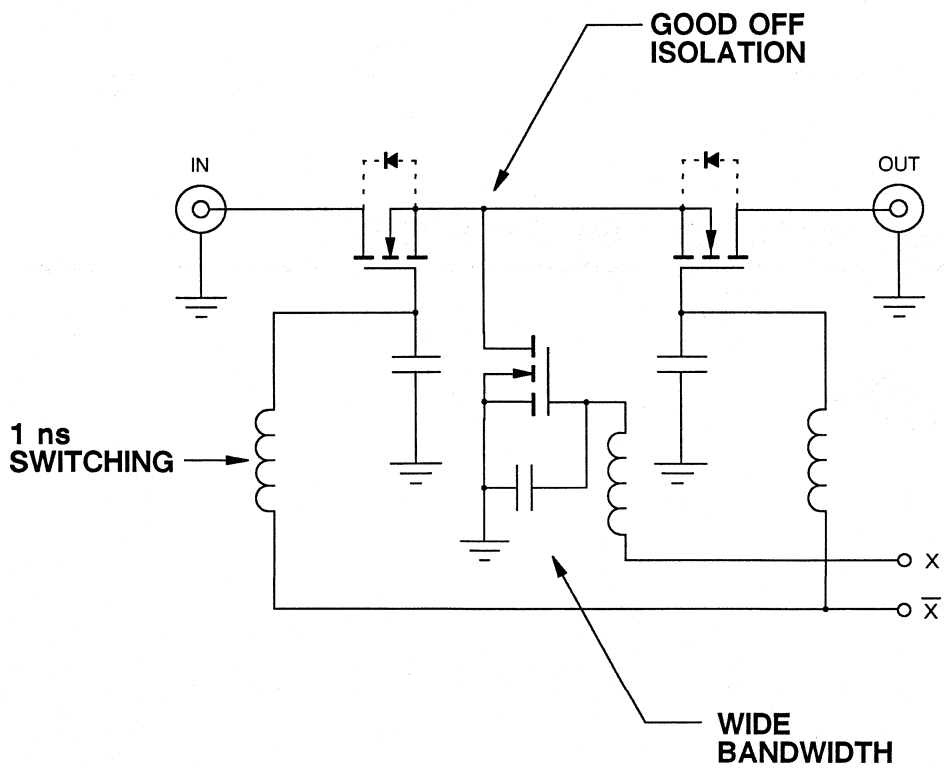 GOOD OFF
ISOLATION
IN
OUT
1 ns
SWITCHING
X
X̅
WIDE
BANDWIDTH